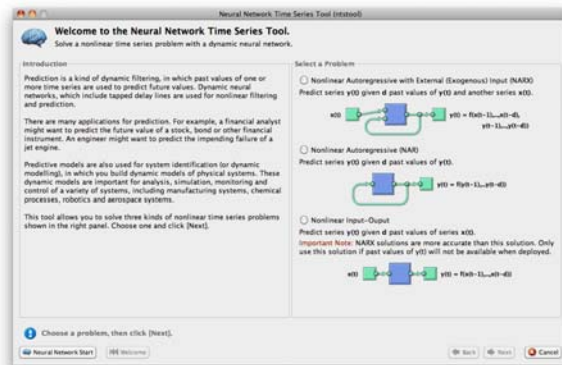 Neural Network Time Series Tool (ntstool)
Welcome to the Neural Network Time Series Tool.
Solve a nonlinear time series problem with a dynamic neural network.
Introduction
Prediction is a kind of dynamic filtering, in which past values of one or
more time series are used to predict future values. Dynamic neural
networks, which include tapped delay lines are used for nonlinear filtering
and prediction.
There are many applications for prediction. For example, a financial analyst
might want to predict the future value of a stock, bond or other financial
instrument. An engineer might want to predict the impending failure of a
jet engine.
Predictive models are also used for system identification (or dynamic
modelling), in which you build dynamic models of physical systems. These
dynamic models are important for analysis, simulation, monitoring and
control of a variety of systems, including manufacturing systems, chemical
processes, robotics and aerospace systems.
This tool allows you to solve three kinds of nonlinear time series problems
shown in the right panel. Choose one and click [Next].
Select a Problem
Nonlinear Autoregressive with External (Exogenous) Input (NARX)
Predict series y(t) given d past values of y(t) and another series x(t).
x(t)
y(t) = f(x(t-1),...,x(t-d),
y(t-1),...,y(t-d))
Nonlinear Autoregressive (NAR)
Predict series y(t) given d past values of y(t).
y(t) = f(y(t-1),...,y(t-d))
Nonlinear Input-Ouput
Predict series y(t) given d past values of series x(t).
Important Note: NARX solutions are more accurate than this solution. Only
use this solution if past values of y(t) will not be available when deployed.
x(t)
y(t) = f(x(t-1),...,x(t-d))
Choose a problem, then click [Next].
Neural Network Start
Welcome
Back
Next
Cancel